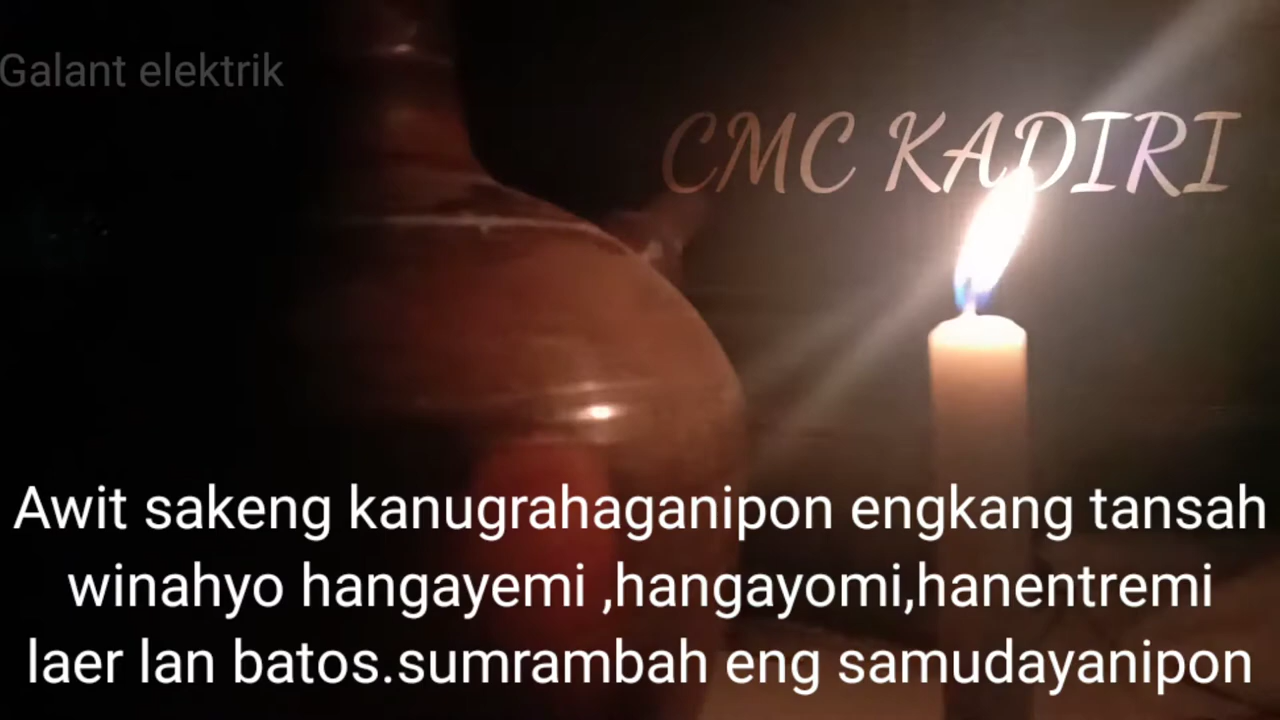 Galant elektrik
CMC KADIRI
Awit sakeng kanugrahaganipon engkang tansah
winahyo hangayemi ,hangayomi,hanentremi
laer lan batos.sumrambah eng samudayanipon